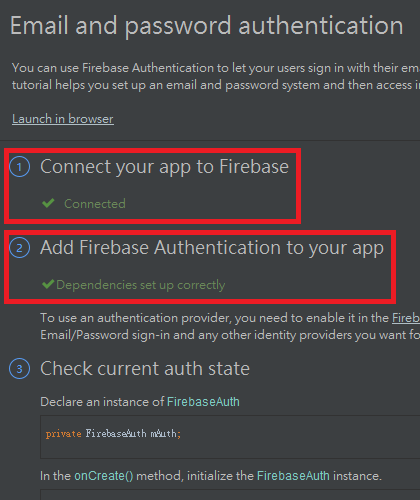 Email and password authentication
You can use Firebase Authentication to let your users sign in with their em
tutorial helps you set up an email and password system and then access in
Launch in browser
1 Connect your app to Firebase
Connected
2 Add Firebase Authentication to your app
Dependencies set up correctly
To use an authentication provider, you need to enable it in the Fireb
Email/Password sign-in and any other identity providers you want fo
3 Check current auth state
Declare an instance of FirebaseAuth
private FirebaseAuth mAuth;
In the onCreate() method, initialize the FirebaseAuth instance.